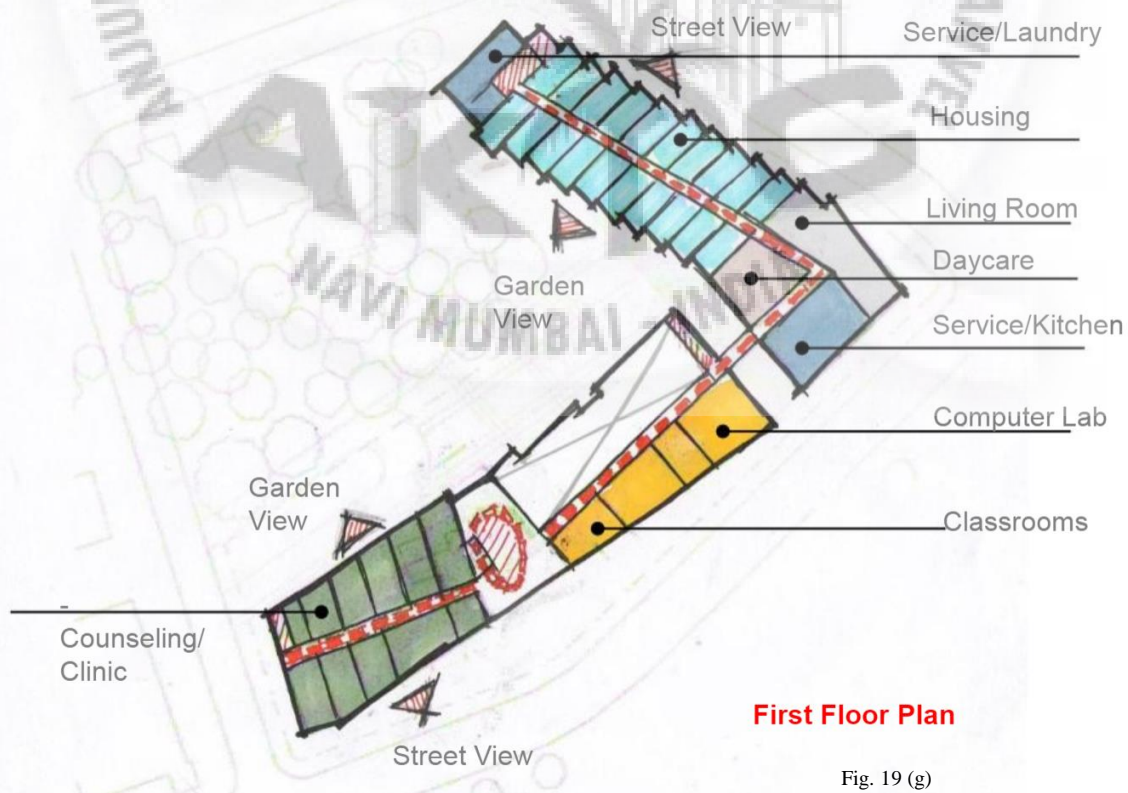 Street View
Service/Laundry
Housing
Living Room
Daycare
Garden
View
Service/Kitchen
Computer Lab
Garden
View
Classrooms
Counseling/
Clinic
First Floor Plan
Street View
Fig. 19 (g)
AKTC
NAVI MUMBAI - INDIA